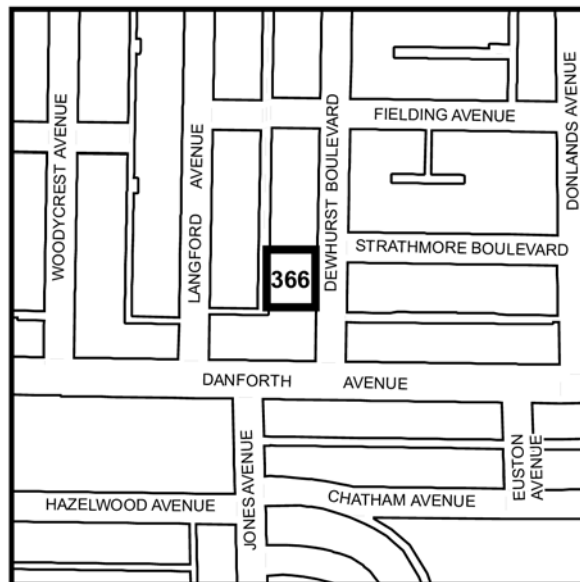 FIELDING AVENUE
WOODYCREST AVENUE
LANGFORD AVENUE
DEWHURST BOULEVARD
DONLANDS AVENUE
STRATHMORE BOULEVARD
366
DANFORTH AVENUE
JONES AVENUE
EUSTON
AVENUE
HAZELWOOD AVENUE
CHATHAM AVENUE